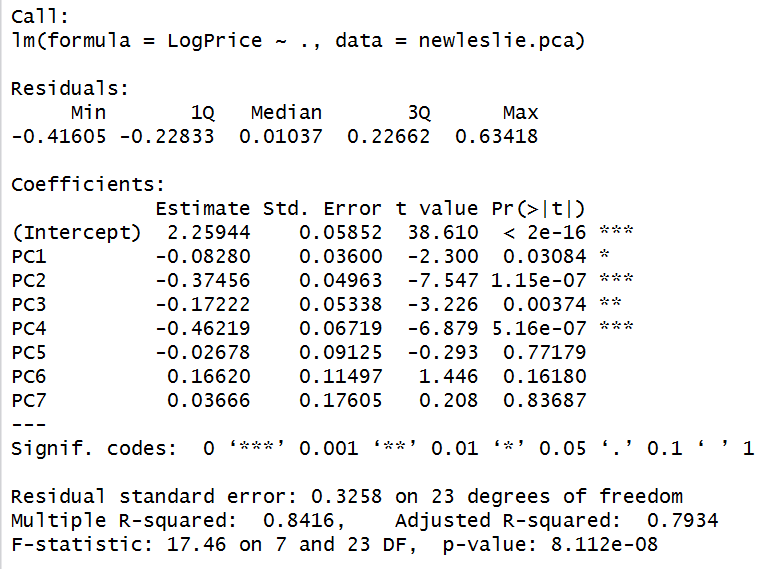 Call:
lm(formula = LogPrice ~ ., data = newleslie.pca)
Residuals:
Min 1Q Median 3Q Max
-0.41605 -0.22833 0.01037 0.22662 0.63418
Coefficients:
Estimate Std. Error t value Pr(>|t|)
(Intercept) 2.25944 0.05852 38.610 < 2e-16 ***
PC1 -0.08280 0.03600 -2.300 0.03084 *
PC2 -0.37456 0.04963 -7.547 1.15e-07 ***
PC3 -0.17222 0.05338 -3.226 0.00374 **
PC4 -0.46219 0.06719 -6.879 5.16e-07 ***
PC5 -0.02678 0.09125 -0.293 0.77179
PC6 0.16620 0.11497 1.446 0.16180
PC7 0.03666 0.17605 0.208 0.83687
---
Signif. codes: 0 ‘***’ 0.001 ‘**’ 0.01 ‘*’ 0.05 ‘.’ 0.1 ‘ ’ 1
Residual standard error: 0.3258 on 23 degrees of freedom
Multiple R-squared: 0.8416, Adjusted R-squared: 0.7934
F-statistic: 17.46 on 7 and 23 DF, p-value: 8.112e-08